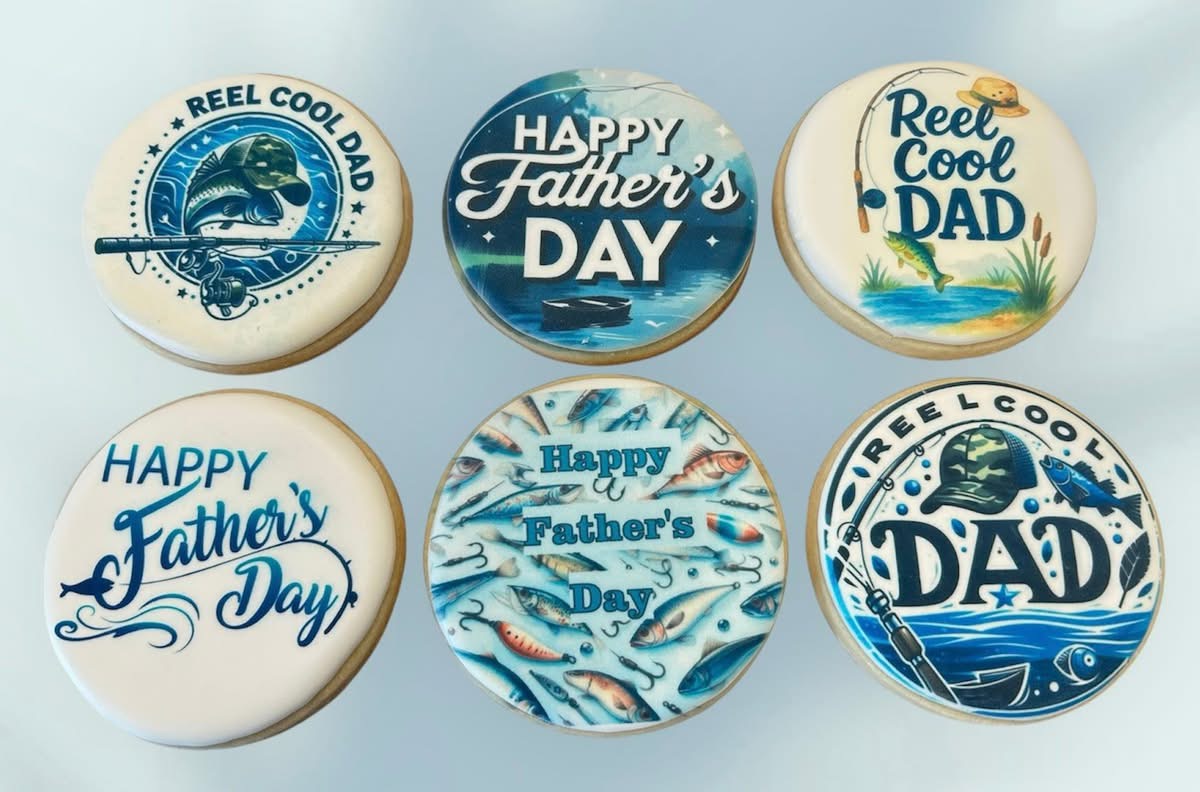 REEL COOL DAD
HAPPY
Father's
DAY
Reel
Cool
DAD
HAPPY
Father's
Day
Happy
Father's
Day
REEL COOL
DAD